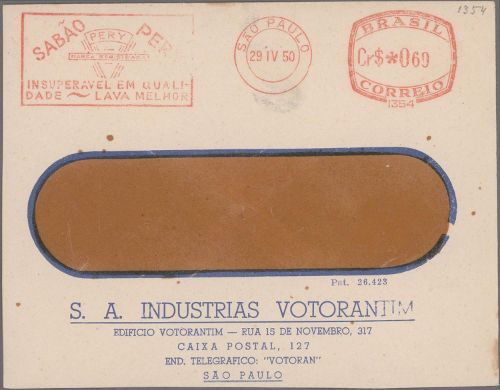 1354
SABÃO PERY
PERY
MARCA REGISTRADA
INSUPERAVEL EM QUALI-
DADE ~ LAVA MELHOR
SÃO PAULO
29 IV 50
BRASIL
Cr$ *060
CORREIO
1354
Pat. 26.423
S. A. INDUSTRIAS VOTORANTIM
EDIFICIO VOTORANTIM — RUA 15 DE NOVEMBRO, 317
CAIXA POSTAL, 127
END. TELEGRAFICO: "VOTORAN"
SÃO PAULO